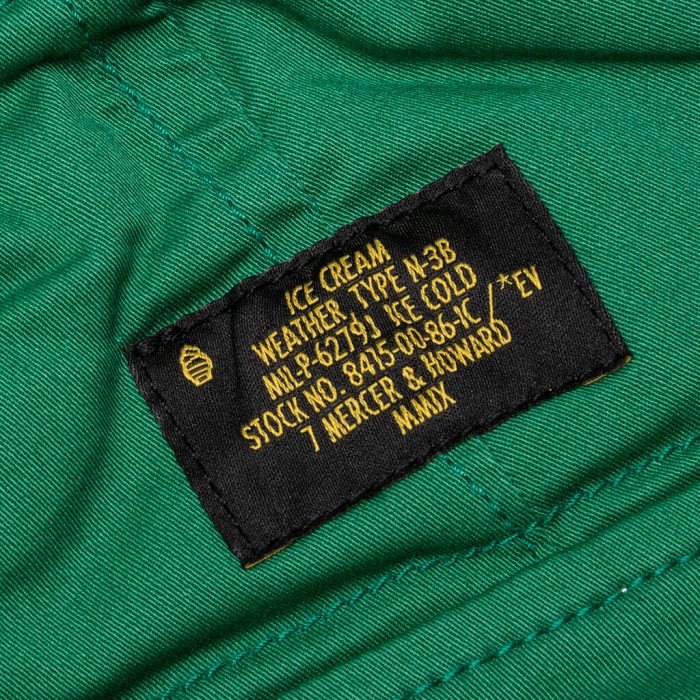 ICE CREAM
WEATHER TYPE N-3B
MIL-P-62791 ICE COLD
STOCK NO. 8415-00-86-IC/*EV
7 MERCER & HOWARD
M.MIX